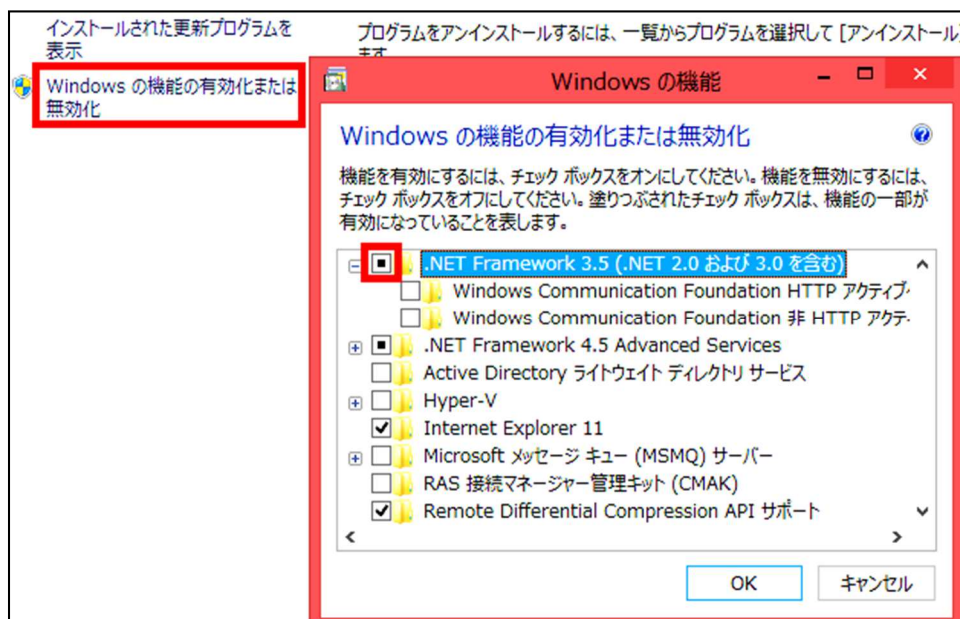 インストールされた更新プログラムを
表示
プログラムをアンインストールするには、一覧からプログラムを選択して [アンインストール]
ます
Windows の機能の有効化または
無効化
Windows の機能
Windows の機能の有効化または無効化
機能を有効にするには、チェック ボックスをオンにしてください。機能を無効にするには、
チェック ボックスをオフにしてください。塗りつぶされたチェック ボックスは、機能の一部が
有効になっていることを表します。
.NET Framework 3.5 (.NET 2.0 および 3.0 を含む)
Windows Communication Foundation HTTP アクティブ
Windows Communication Foundation 非 HTTP アクテ
.NET Framework 4.5 Advanced Services
Active Directory ライトウェイト ディレクトリ サービス
Hyper-V
Internet Explorer 11
Microsoft メッセージ キュー (MSMQ) サーバー
RAS 接続マネージャー管理キット (CMAK)
Remote Differential Compression API サポート
OK
キャンセル